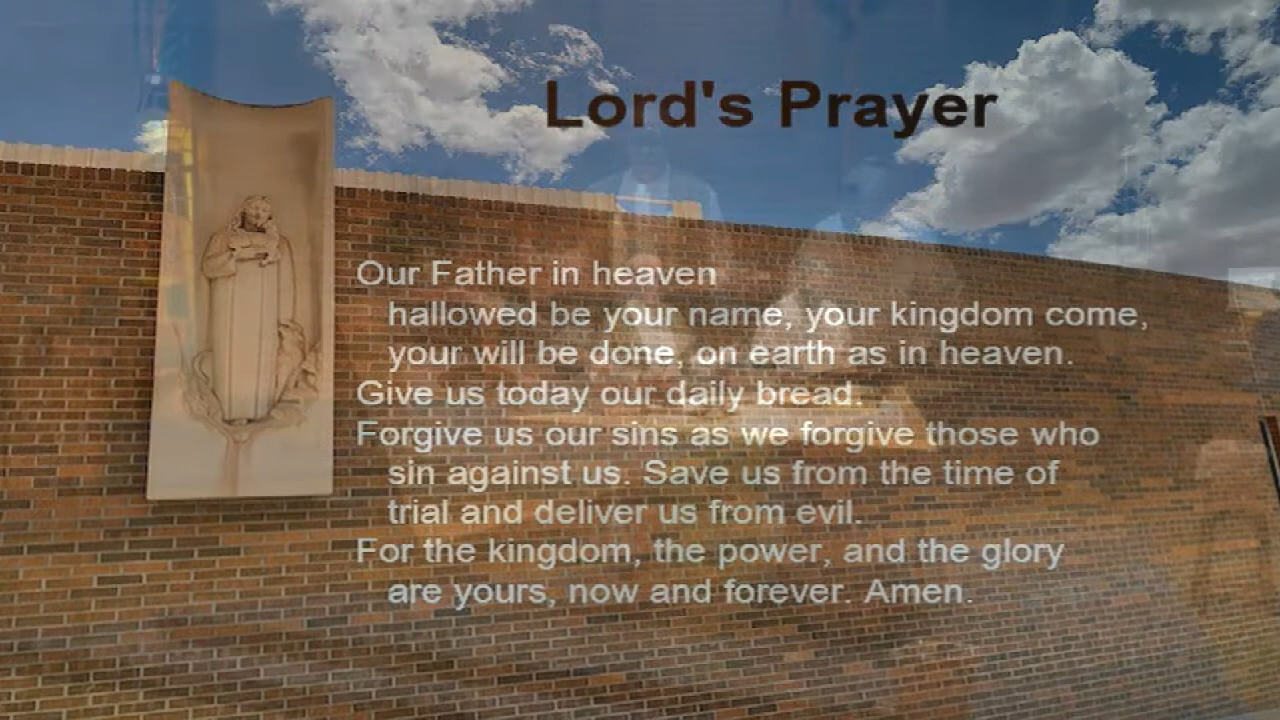 Lord's Prayer
Our Father in heaven
hallowed be your name, your kingdom come,
your will be done, on earth as in heaven.
Give us today our daily bread.
Forgive us our sins as we forgive those who
sin against us. Save us from the time of
trial and deliver us from evil.
For the kingdom, the power, and the glory
are yours, now and forever. Amen.